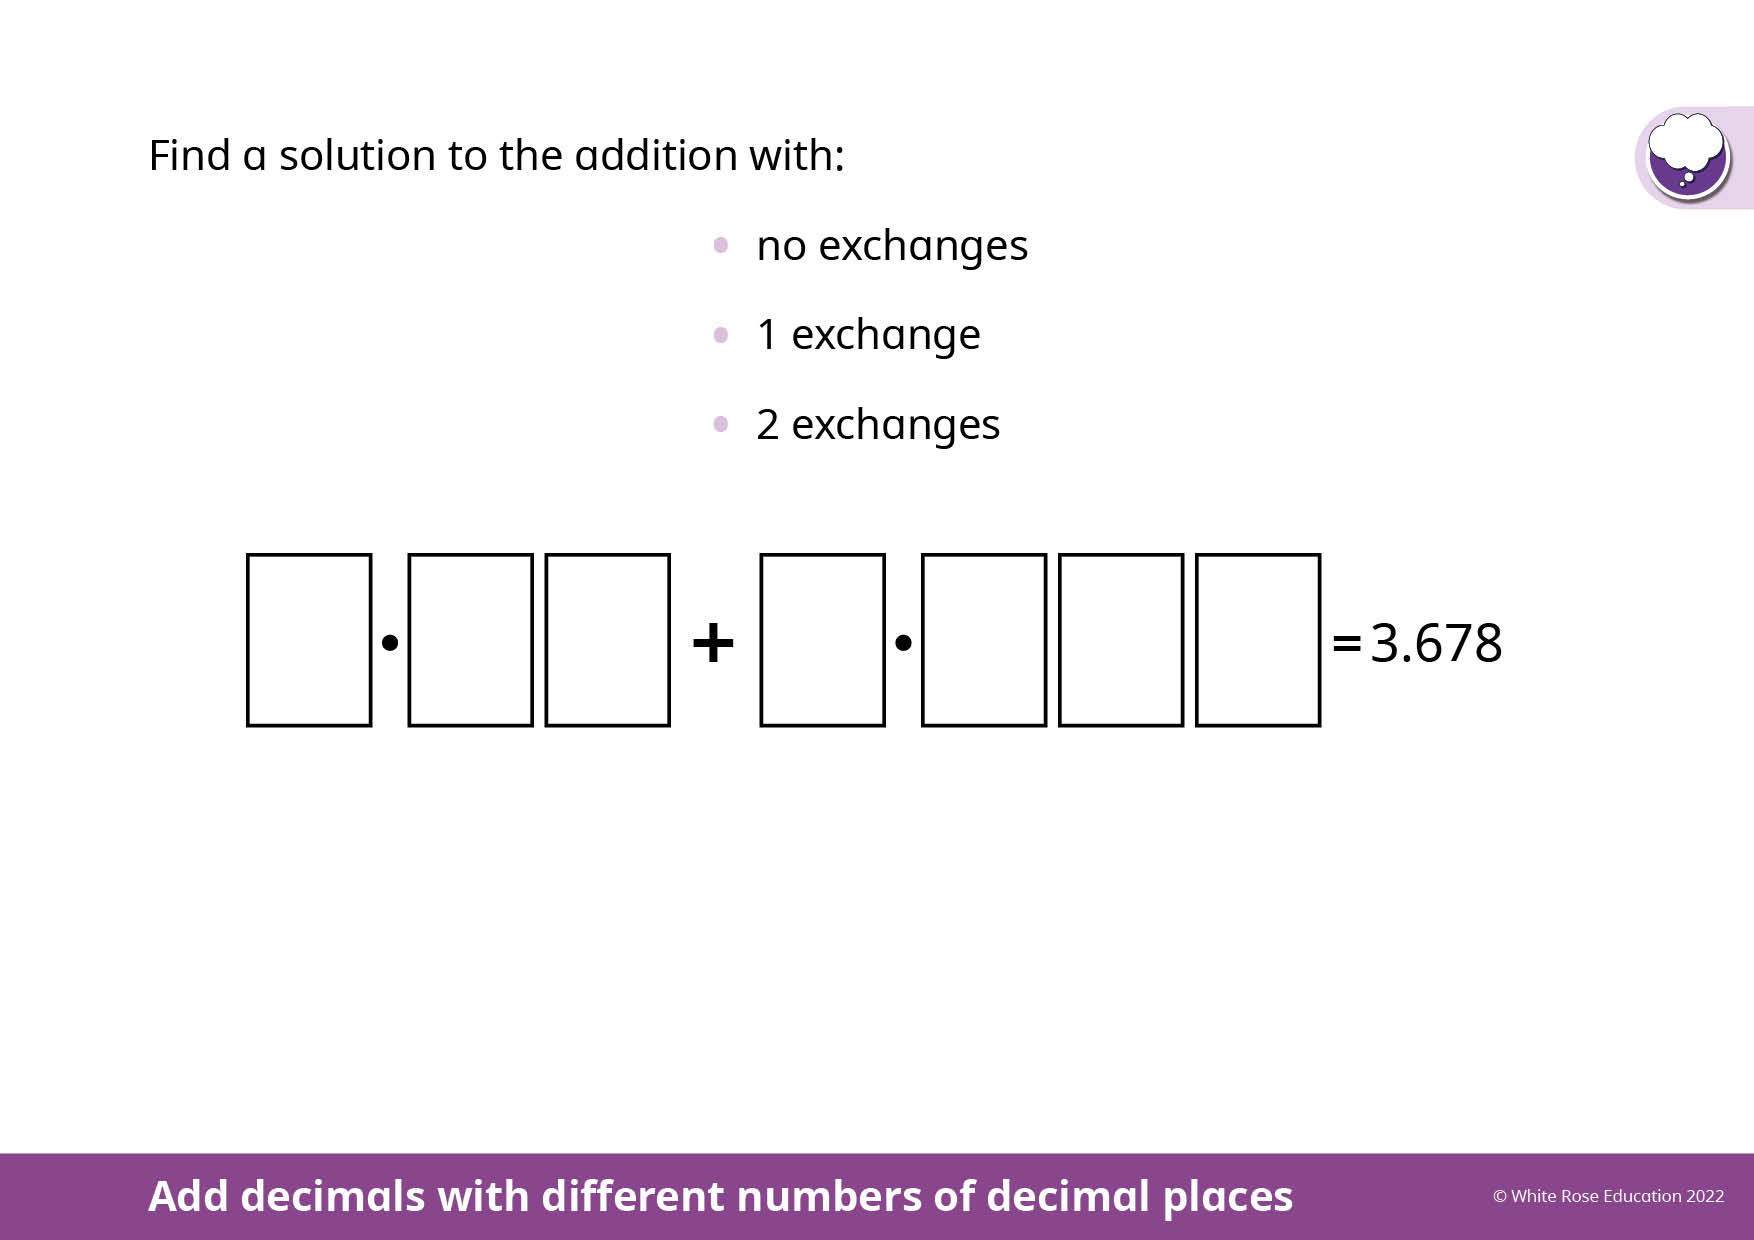 Find a solution to the addition with:
• no exchanges
• 1 exchange
• 2 exchanges
. + . = 3.678
Add decimals with different numbers of decimal places
© White Rose Education 2022